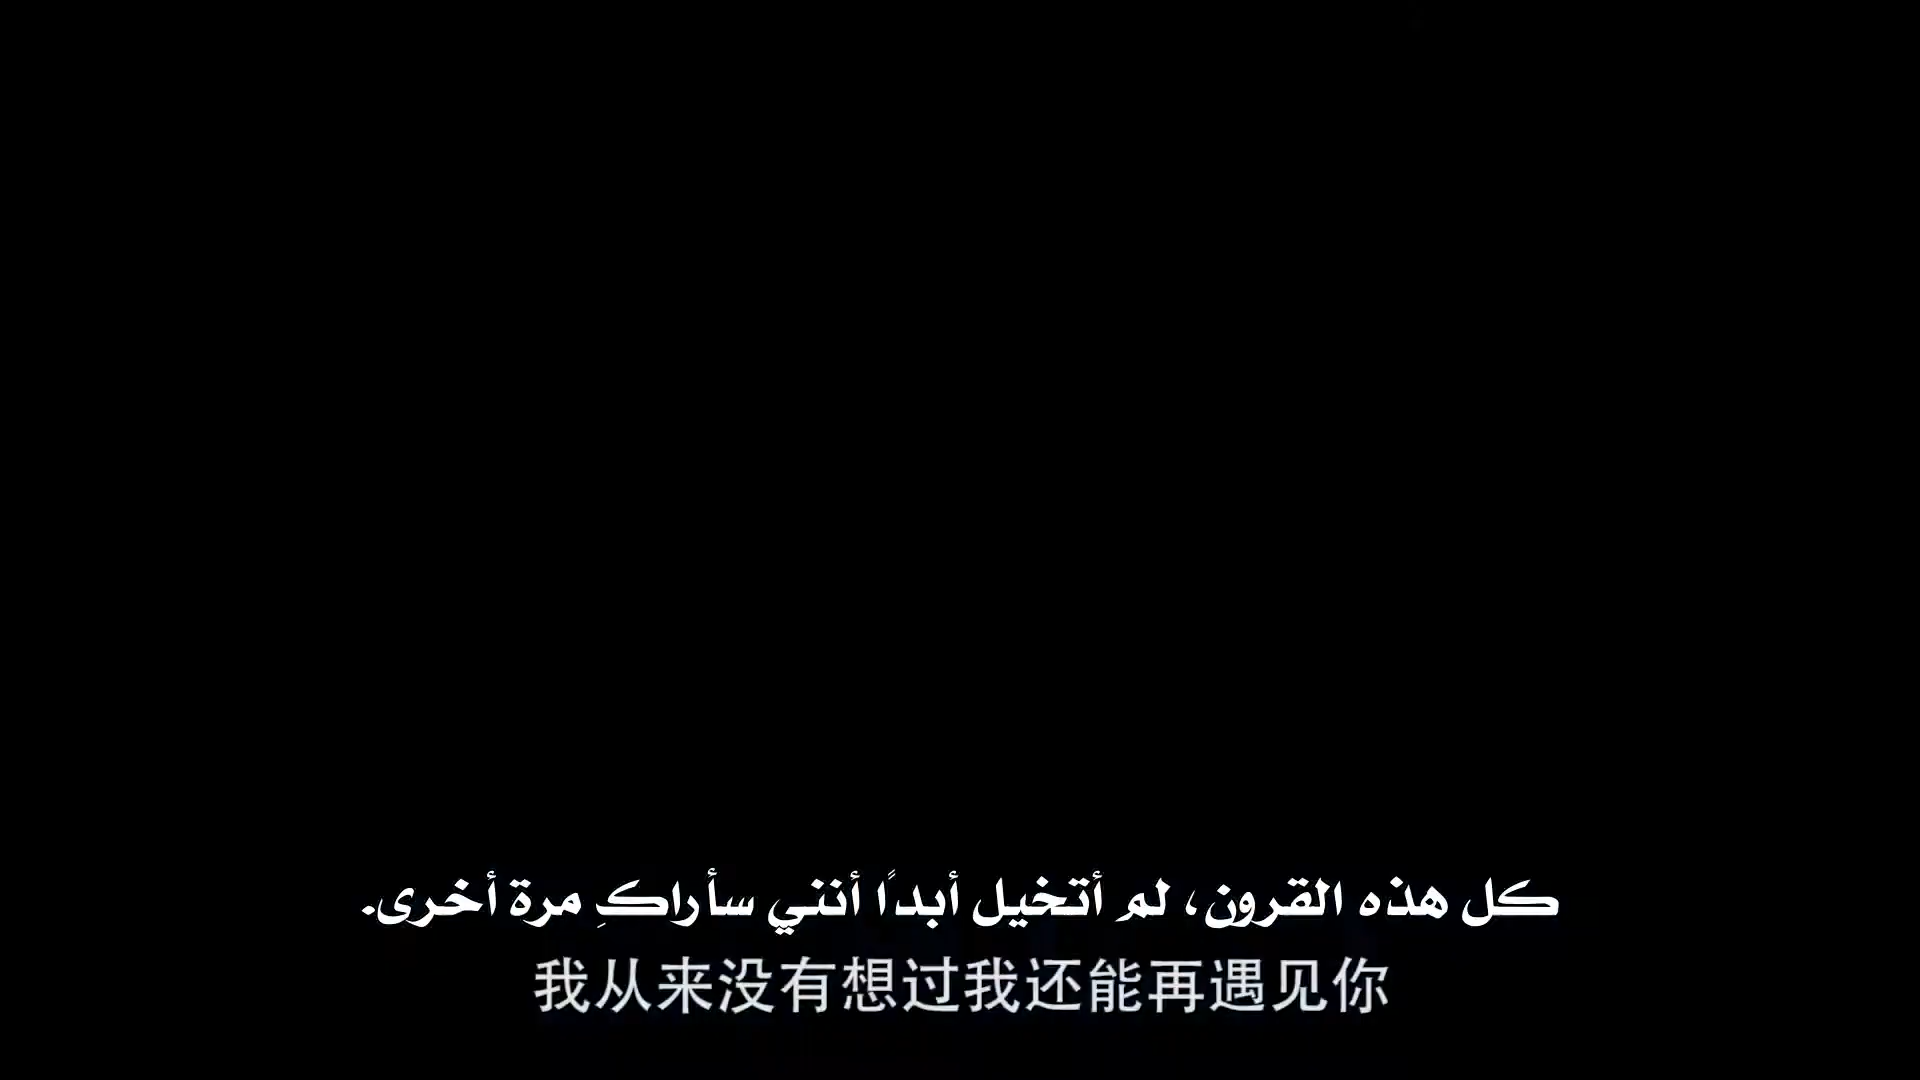 كل هذه القرون، لم أتخيل أبدًا أنني سأراكِ مرة أخرى.
我从来没有想过我还能再遇见你